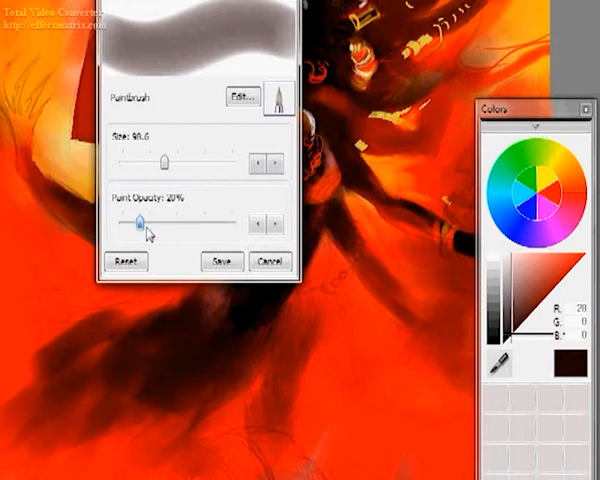 Total Video Converter
http://effectmatrix.com
Paintbrush
Edit...
Size: 98.6
Paint Opacity: 20%
Reset
Save
Cancel
Colors
R: 28
G: 0
B: 0